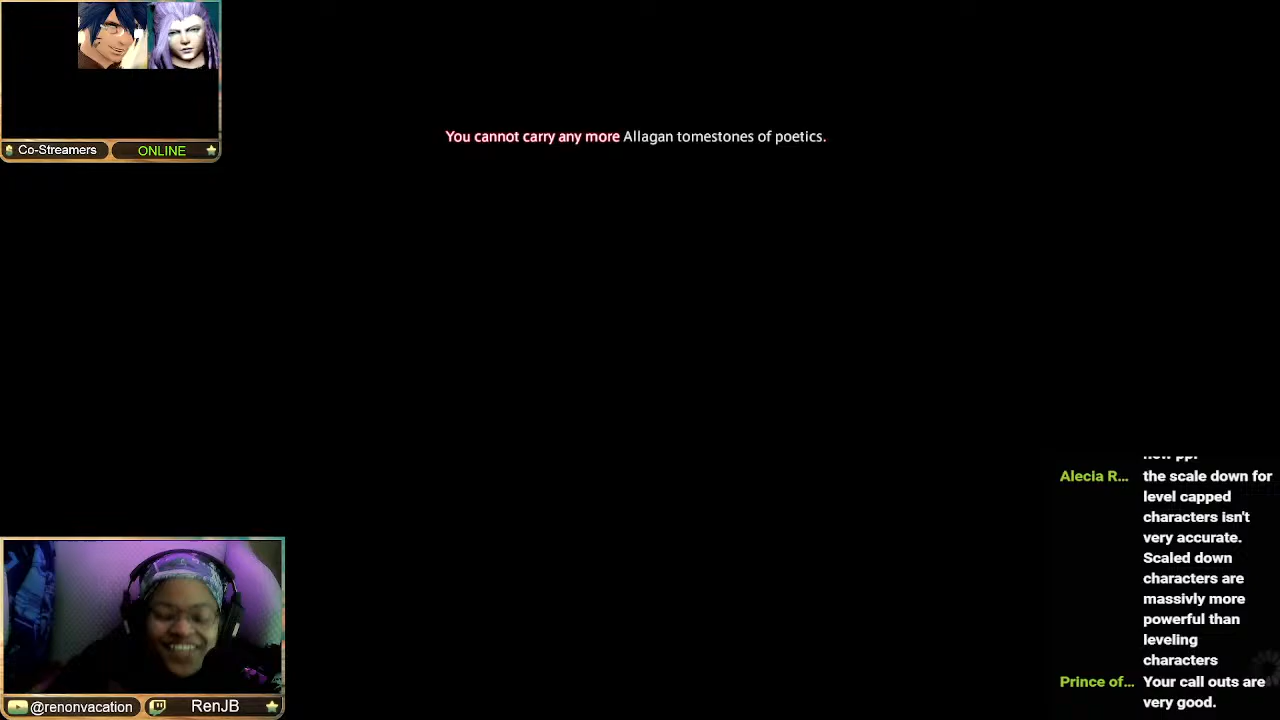 Co-Streamers
ONLINE
You cannot carry any more Allagan tomestones of poetics.
Alecia R... the scale down for
level capped
characters isn't
very accurate.
Scaled down
characters are
massivly more
powerful than
leveling
characters
Prince of... Your call outs are
very good.
@renonvacation
RenJB